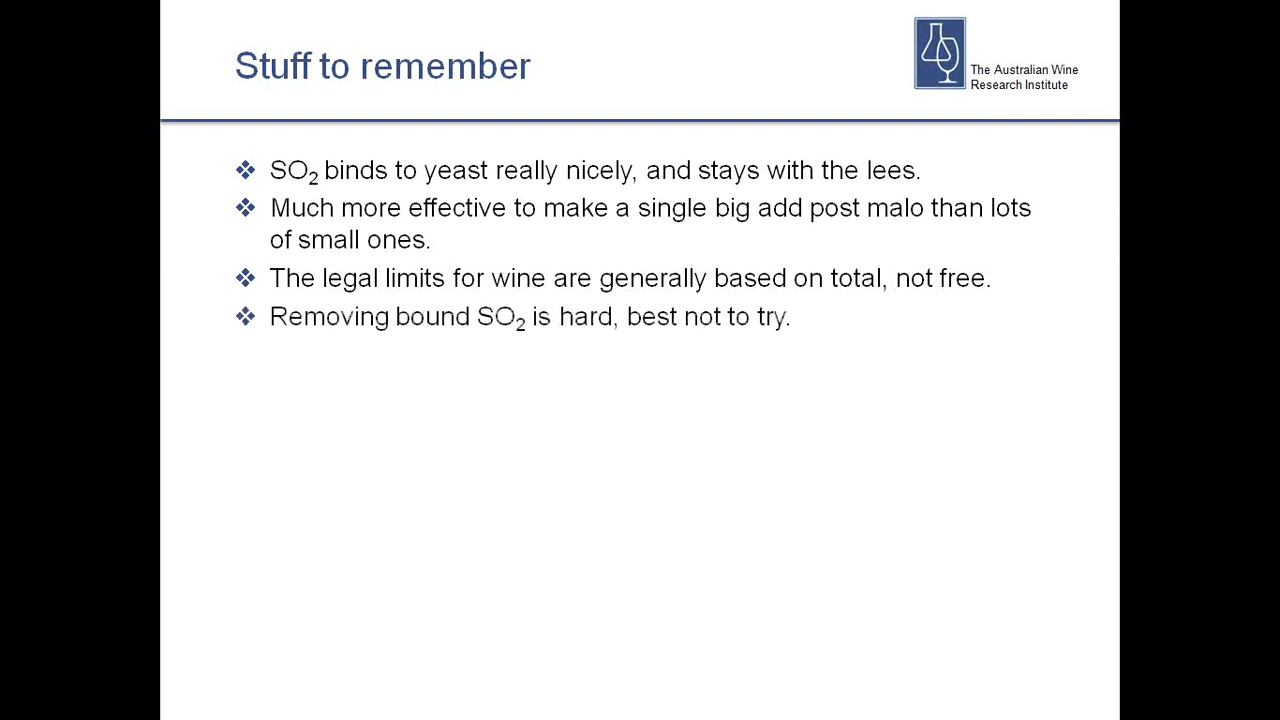 Stuff to remember
The Australian Wine
Research Institute
❖ SO₂ binds to yeast really nicely, and stays with the lees.
❖ Much more effective to make a single big add post malo than lots
of small ones.
❖ The legal limits for wine are generally based on total, not free.
❖ Removing bound SO₂ is hard, best not to try.